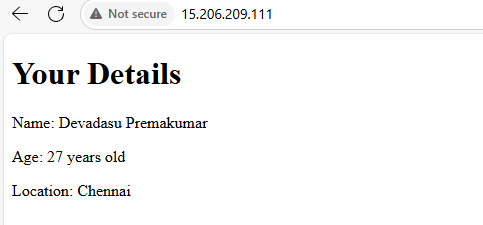 Not secure 15.206.209.111
Your Details
Name: Devadasu Premakumar
Age: 27 years old
Location: Chennai